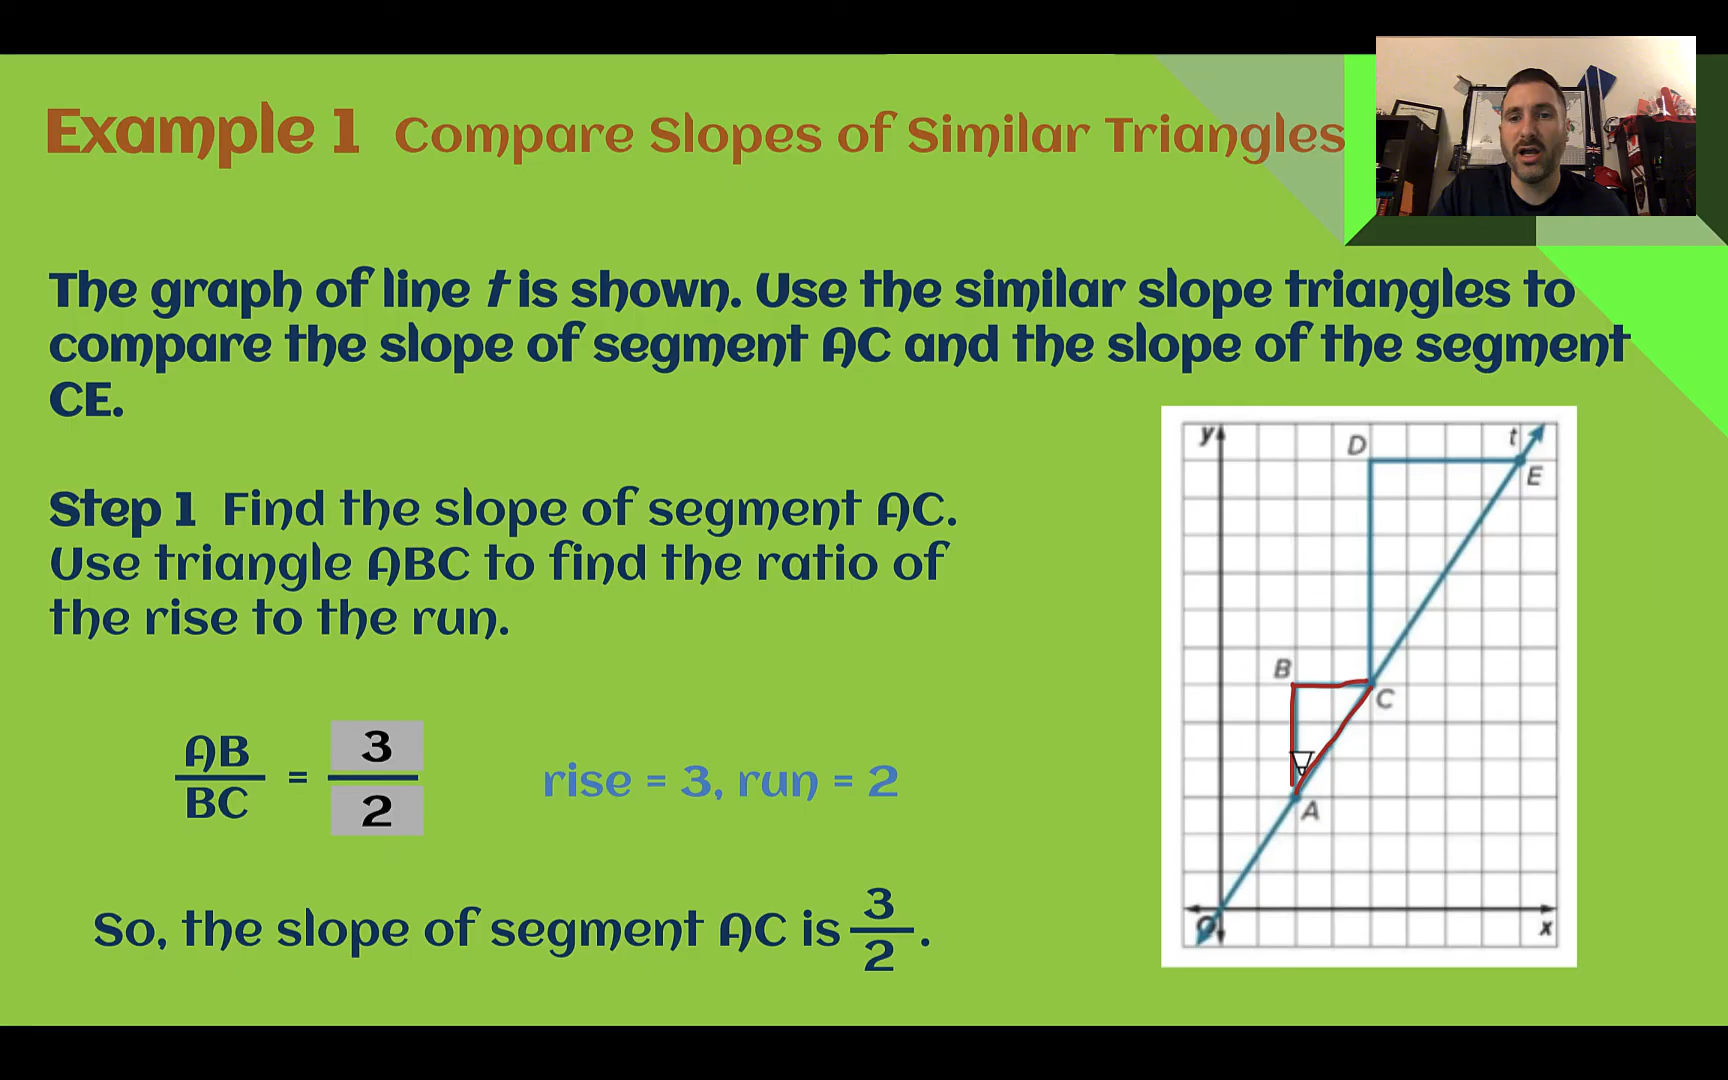 Example 1 Compare Slopes of Similar Triangles
The graph of line t is shown. Use the similar slope triangles to
compare the slope of segment AC and the slope of the segment
CE.
Step 1 Find the slope of segment AC.
Use triangle ABC to find the ratio of
the rise to the run.
AB
BC
=
3
2
rise = 3, run = 2
So, the slope of segment AC is 3/2.
y
D
t
E
B
C
A
O
x